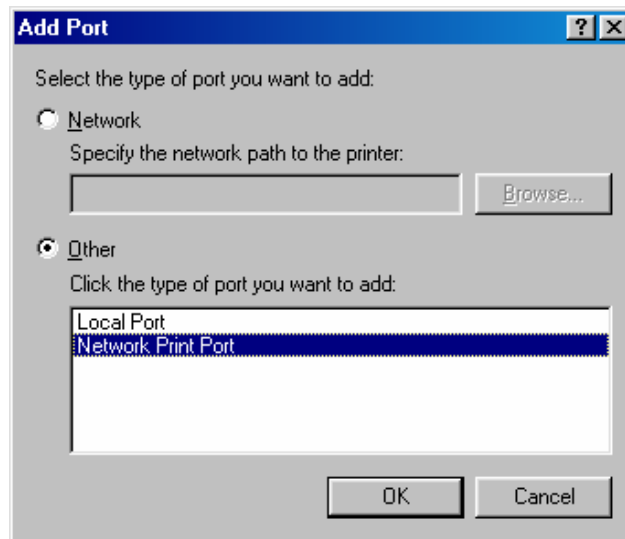 Add Port
Select the type of port you want to add:
Network
Specify the network path to the printer:
Browse...
Other
Click the type of port you want to add:
Local Port
Network Print Port
OK Cancel